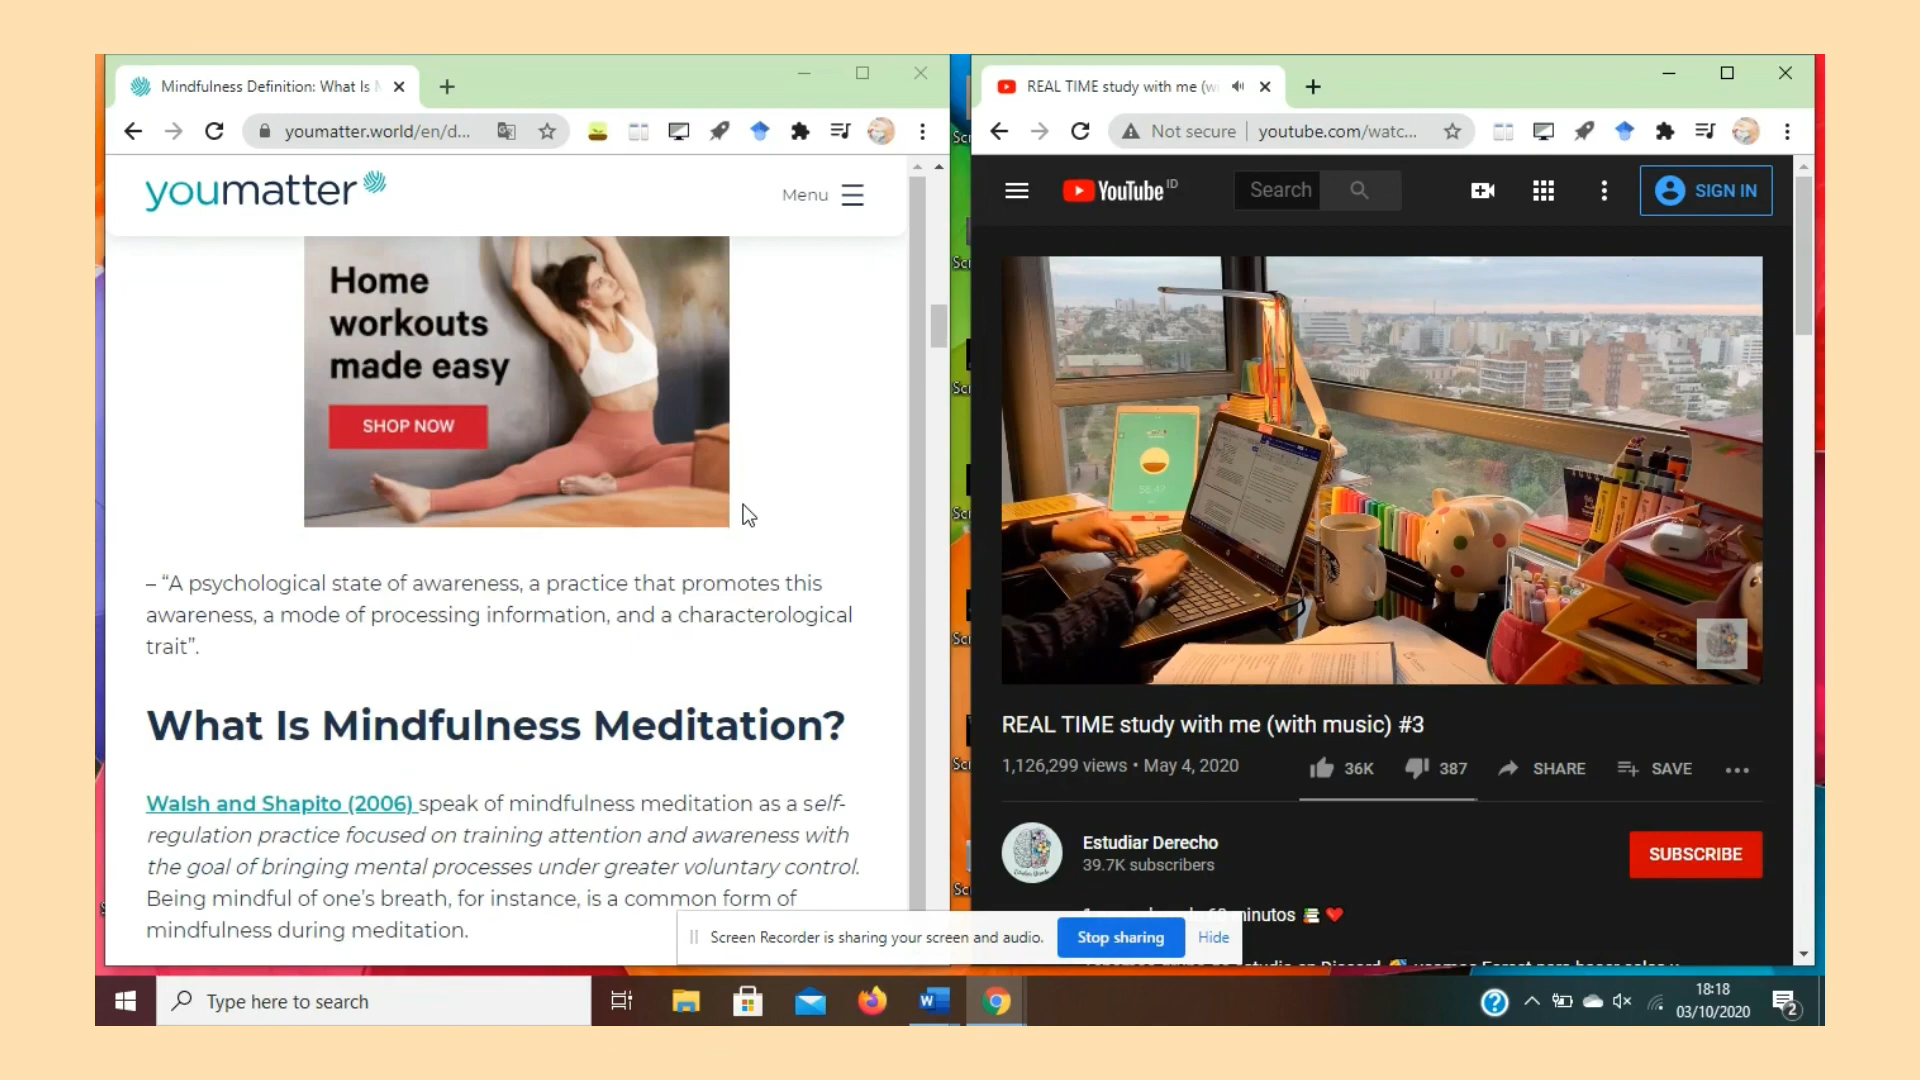 Mindfulness Definition: What Is
youmatter.world/en/d...
youmatter
Menu
Home
workouts
made easy
SHOP NOW
– “A psychological state of awareness, a practice that promotes this
awareness, a mode of processing information, and a characterological
trait”.
What Is Mindfulness Meditation?
Walsh and Shapito (2006) speak of mindfulness meditation as a self-
regulation practice focused on training attention and awareness with
the goal of bringing mental processes under greater voluntary control.
Being mindful of one’s breath, for instance, is a common form of
mindfulness during meditation.
REAL TIME study with me (wi
Not secure
youtube.com/watc...
YouTube ID
Search
SIGN IN
REAL TIME study with me (with music) #3
1,126,299 views • May 4, 2020
36K
387
SHARE
SAVE
Estudiar Derecho
39.7K subscribers
SUBSCRIBE
Screen Recorder is sharing your screen and audio.
Stop sharing
Hide
Type here to search
18:18
03/10/2020
2